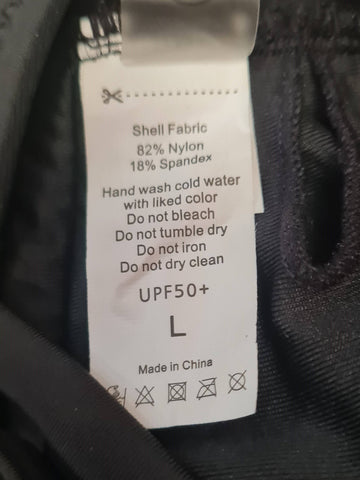 Shell Fabric
82% Nylon
18% Spandex
Hand wash cold water
with liked color
Do not bleach
Do not tumble dry
Do not iron
Do not dry clean
UPF50+
L
Made in China